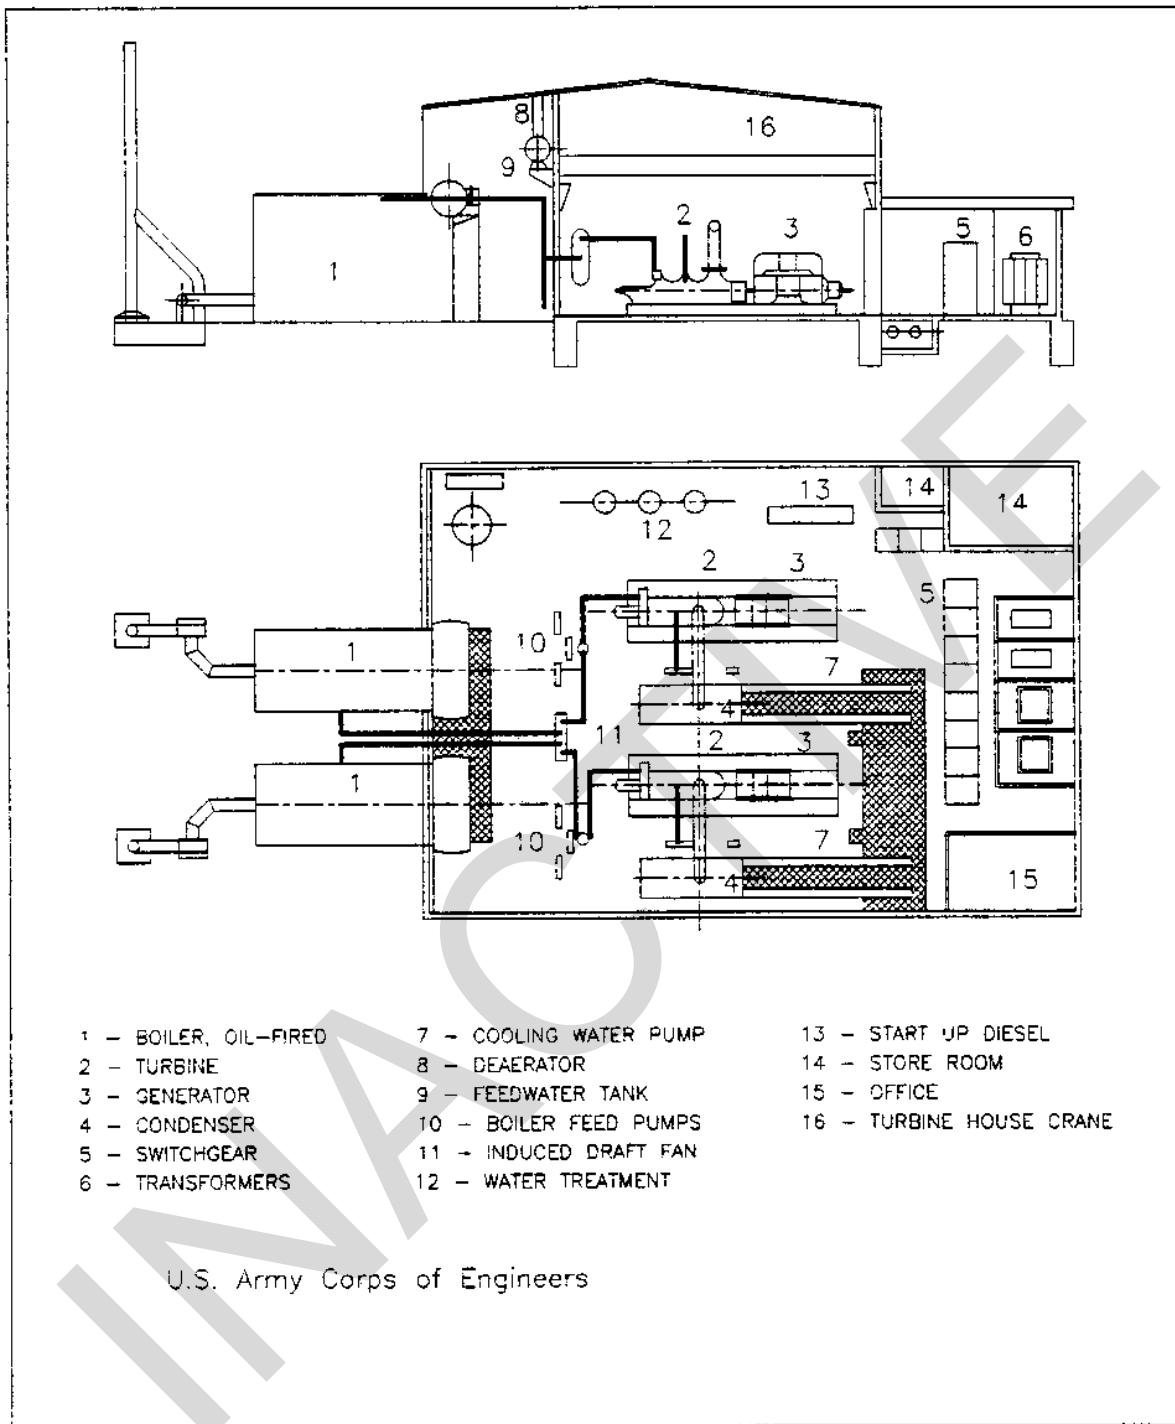 8
16
9
2
3
5
6
1
14
13
14
12
2
3
5
1
10
7
4
11
2
3
1
10
7
4
15
1 – BOILER, OIL–FIRED
2 – TURBINE
3 – GENERATOR
4 – CONDENSER
5 – SWITCHGEAR
6 – TRANSFORMERS
7 – COOLING WATER PUMP
8 – DEAERATOR
9 – FEEDWATER TANK
10 – BOILER FEED PUMPS
11 – INDUCED DRAFT FAN
12 – WATER TREATMENT
13 – START UP DIESEL
14 – STORE ROOM
15 – OFFICE
16 – TURBINE HOUSE CRANE
U.S. Army Corps of Engineers
INACTIVE